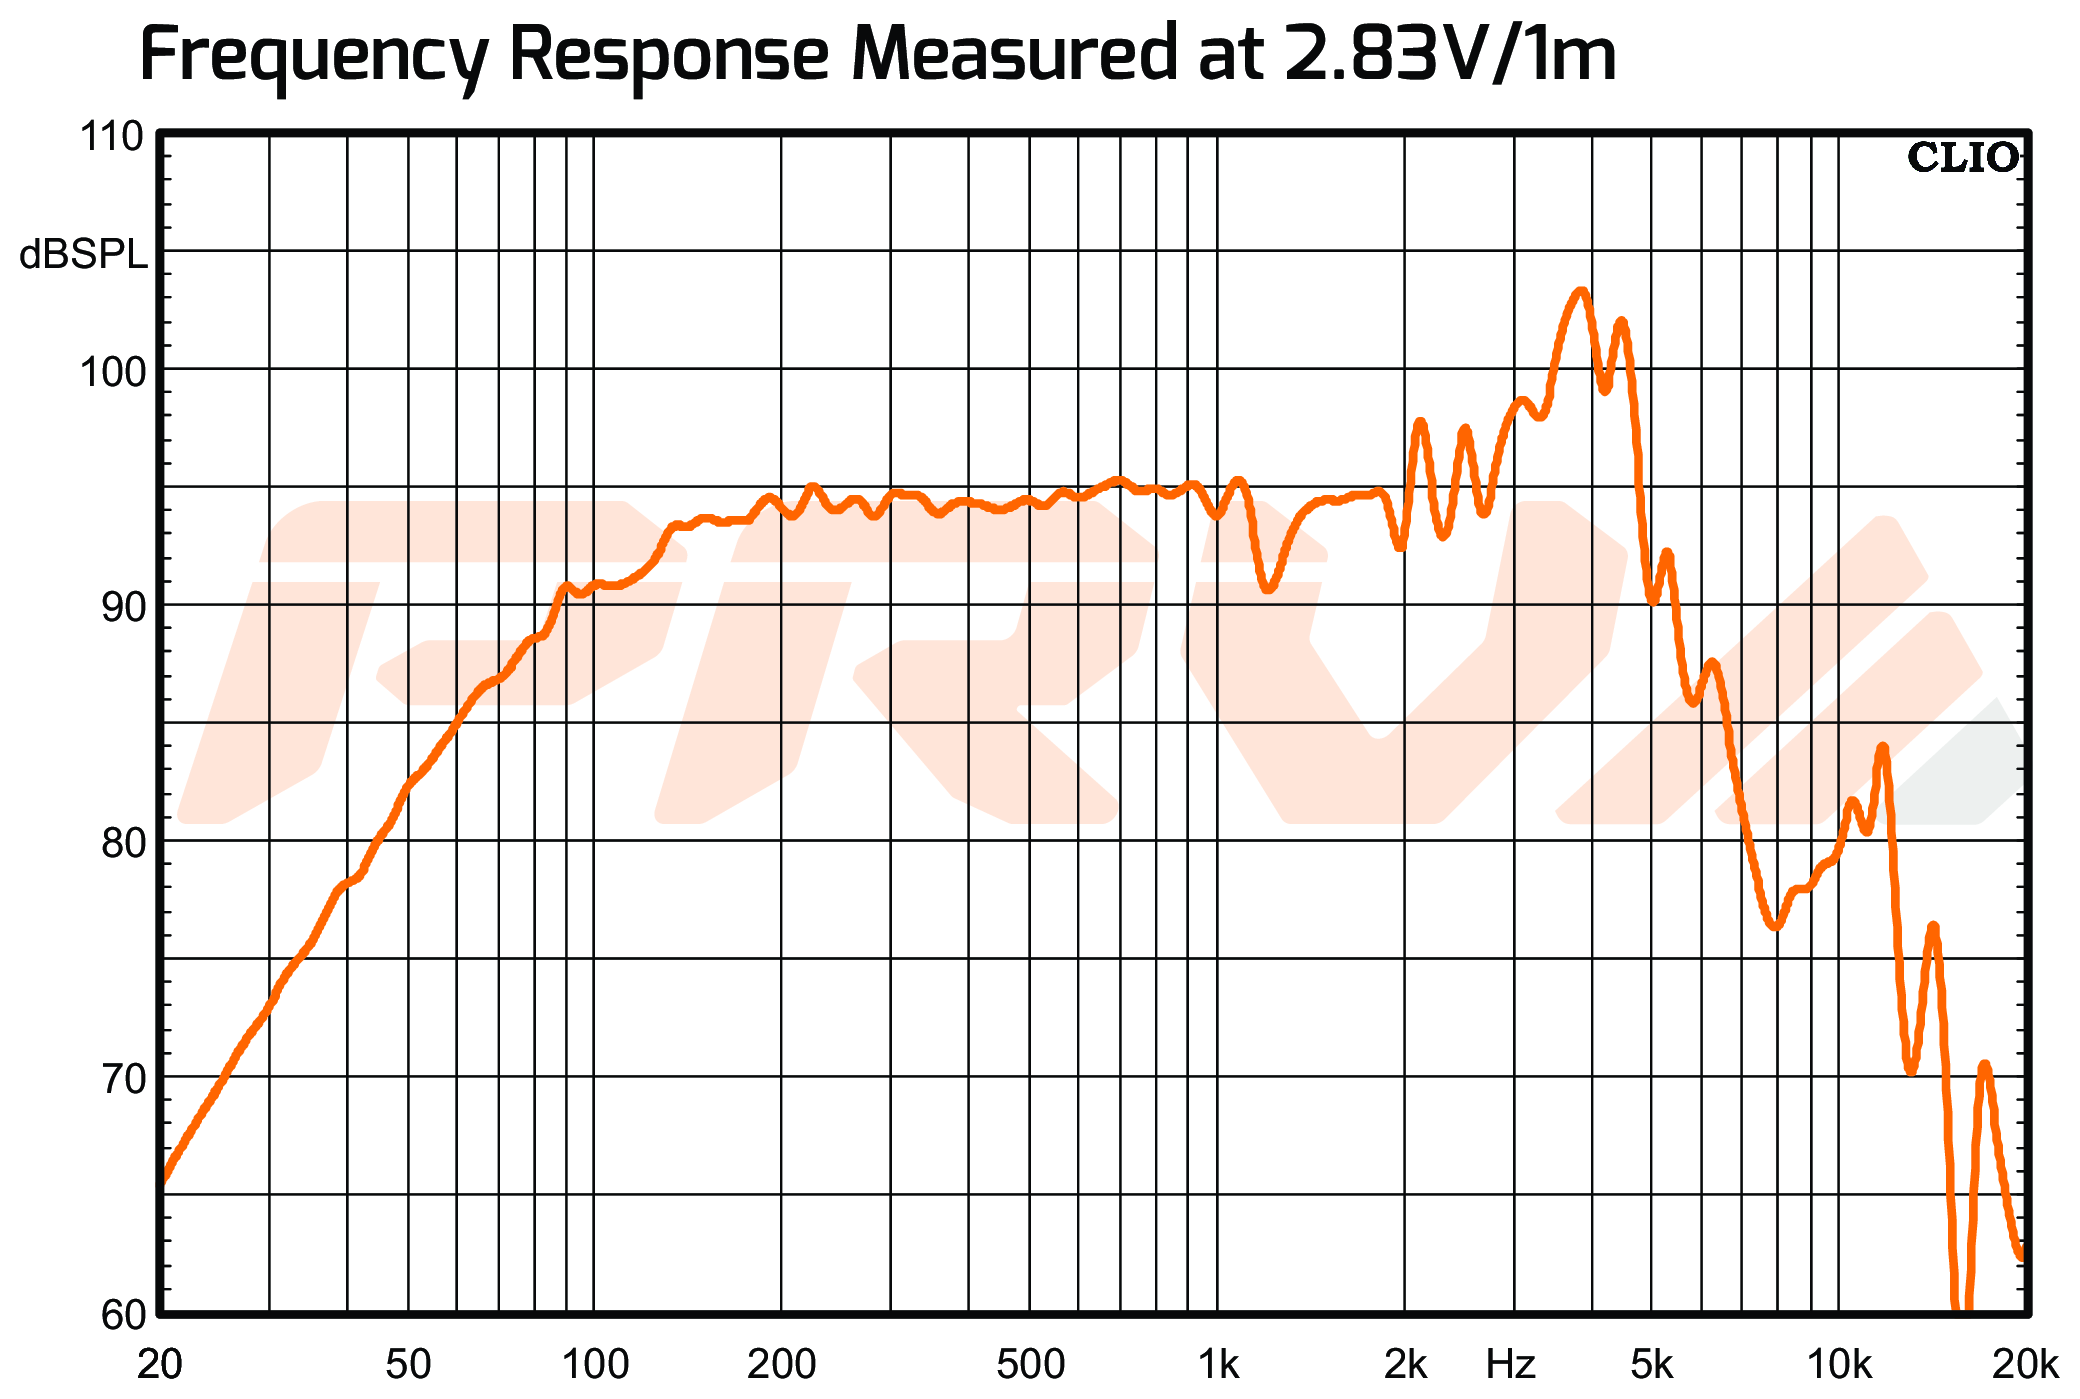 Frequency Response Measured at 2.83V/1m
110
CLIO
dBSPL
100
90
PRV
80
70
60
20 50 100 200 500 1k 2k Hz 5k 10k 20k